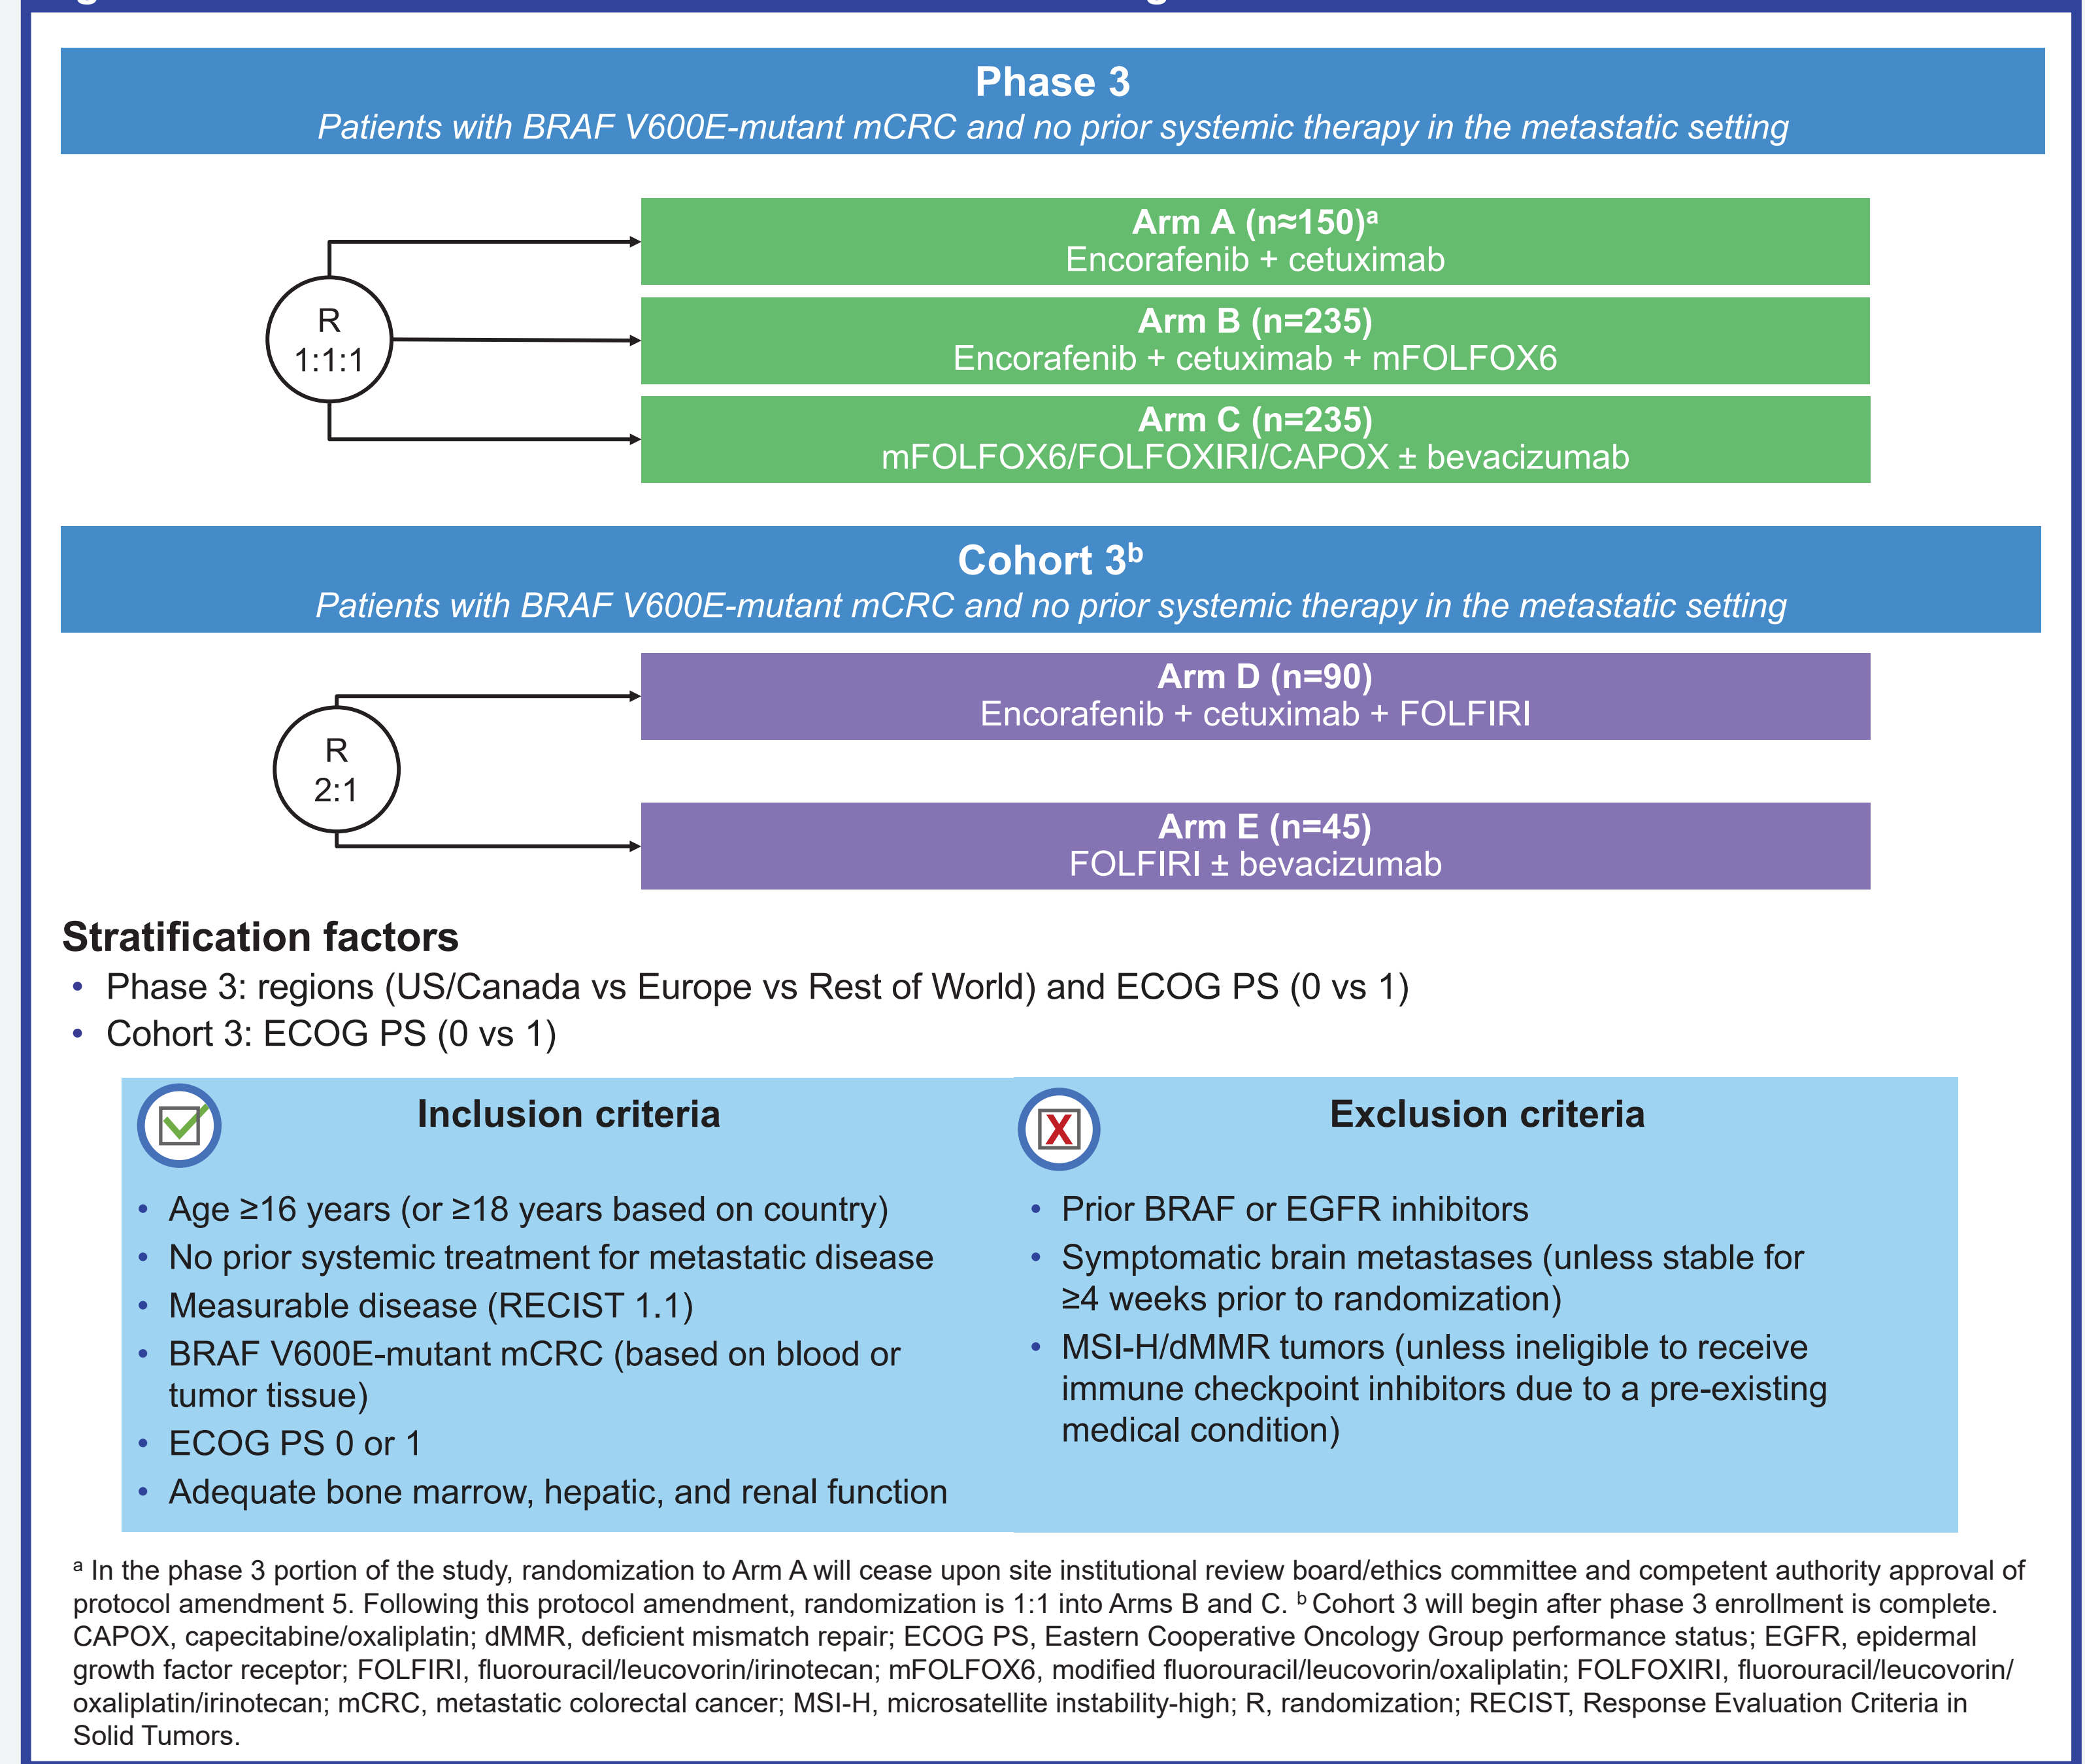 Phase 3
Patients with BRAF V600E-mutant mCRC and no prior systemic therapy in the metastatic setting
R
1:1:1
Arm A (n≈150)ᵃ
Encorafenib + cetuximab
Arm B (n=235)
Encorafenib + cetuximab + mFOLFOX6
Arm C (n=235)
mFOLFOX6/FOLFOXIRI/CAPOX ± bevacizumab
Cohort 3ᵇ
Patients with BRAF V600E-mutant mCRC and no prior systemic therapy in the metastatic setting
R
2:1
Arm D (n=90)
Encorafenib + cetuximab + FOLFIRI
Arm E (n=45)
FOLFIRI ± bevacizumab
Stratification factors
• Phase 3: regions (US/Canada vs Europe vs Rest of World) and ECOG PS (0 vs 1)
• Cohort 3: ECOG PS (0 vs 1)
Inclusion criteria
• Age ≥16 years (or ≥18 years based on country)
• No prior systemic treatment for metastatic disease
• Measurable disease (RECIST 1.1)
• BRAF V600E-mutant mCRC (based on blood or
tumor tissue)
• ECOG PS 0 or 1
• Adequate bone marrow, hepatic, and renal function
X
Exclusion criteria
• Prior BRAF or EGFR inhibitors
• Symptomatic brain metastases (unless stable for
≥4 weeks prior to randomization)
• MSI-H/dMMR tumors (unless ineligible to receive
immune checkpoint inhibitors due to a pre-existing
medical condition)
ᵃ In the phase 3 portion of the study, randomization to Arm A will cease upon site institutional review board/ethics committee and competent authority approval of
protocol amendment 5. Following this protocol amendment, randomization is 1:1 into Arms B and C. ᵇ Cohort 3 will begin after phase 3 enrollment is complete.
CAPOX, capecitabine/oxaliplatin; dMMR, deficient mismatch repair; ECOG PS, Eastern Cooperative Oncology Group performance status; EGFR, epidermal
growth factor receptor; FOLFIRI, fluorouracil/leucovorin/irinotecan; mFOLFOX6, modified fluorouracil/leucovorin/oxaliplatin; FOLFOXIRI, fluorouracil/leucovorin/
oxaliplatin/irinotecan; mCRC, metastatic colorectal cancer; MSI-H, microsatellite instability-high; R, randomization; RECIST, Response Evaluation Criteria in
Solid Tumors.